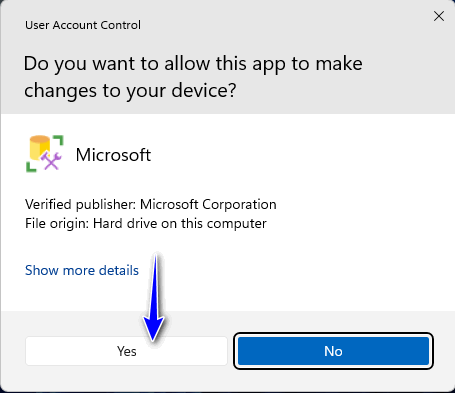 User Account Control
Do you want to allow this app to make
changes to your device?
Microsoft
Verified publisher: Microsoft Corporation
File origin: Hard drive on this computer
Show more details
Yes
No